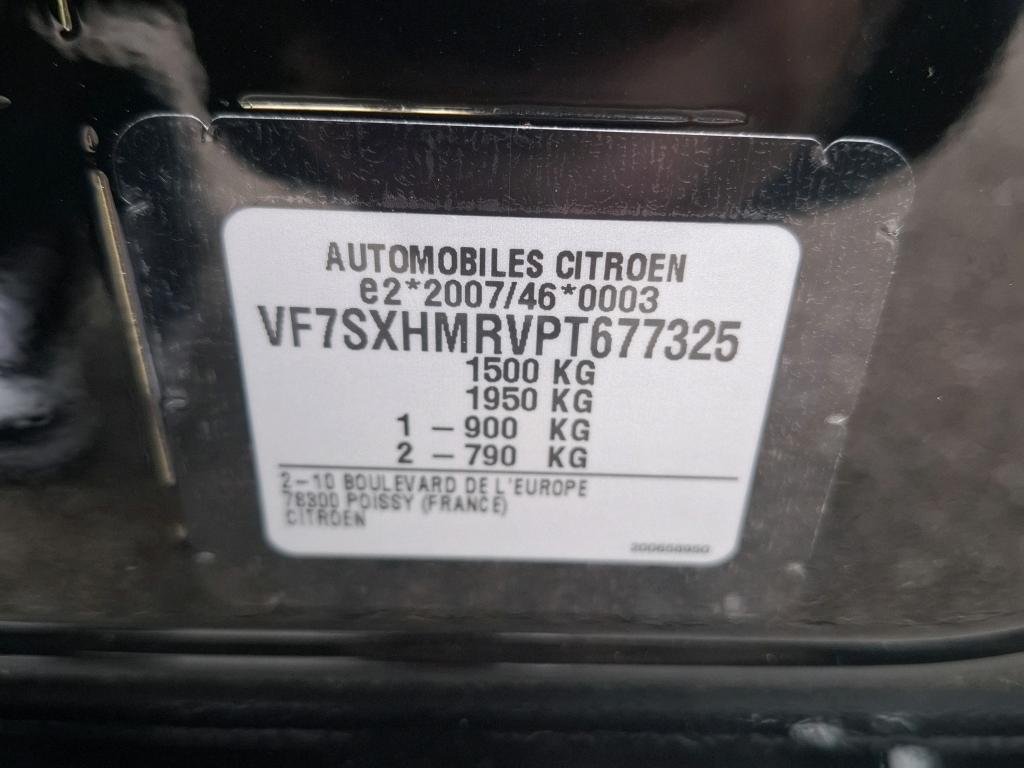 AUTOMOBILES CITROEN
e2*2007/46*0003
VF7SXHMRVPT677325
1500 KG
1950 KG
1 - 900 KG
2 - 790 KG
2-10 BOULEVARD DE L'EUROPE
78300 POISSY (FRANCE)
CITROEN